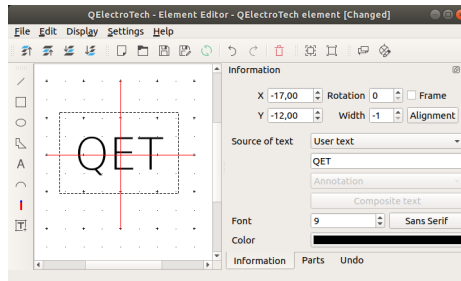 QElectroTech - Element Editor - QElectroTech element [Changed]
File Edit Display Settings Help
Information
X -17,00 Rotation 0 Frame
Y -12,00 Width -1 Alignment
Source of text User text
QET
Annotation
Composite text
Font 9 Sans Serif
Color
Information Parts Undo
A
T
QET